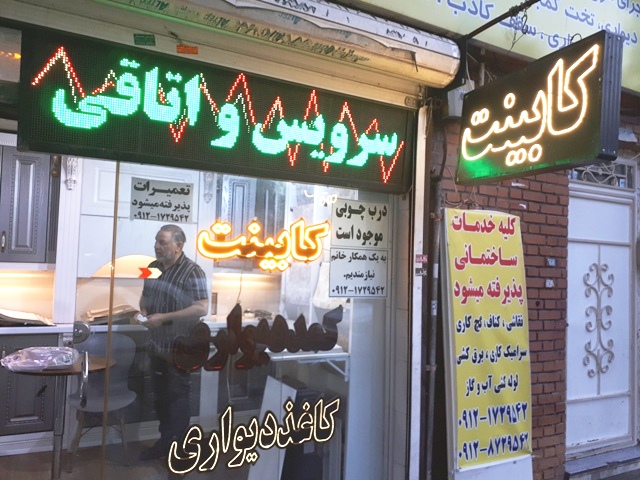 سرویس و اتاقی
کابینت
تعمیرات
پذیرفته میشود
۰۹۱۲-۱۷۲۹۵۴۲
درب چوبی
موجود است
به یک همکار خانم
نیازمندیم.
۰۹۱۲-۱۷۲۹۵۴۲
کابینت
کاغذدیواری
کلیه خدمات
ساختمانی
پذیرفته میشود
نقاشی ، کناف، گچ کاری
سرامیک کاری ، برق کشی
لوله کشی آب و گاز
۰۹۱۲-۱۷۲۹۵۴۲
۰۹۱۲-۸۷۲۹۵۴۲